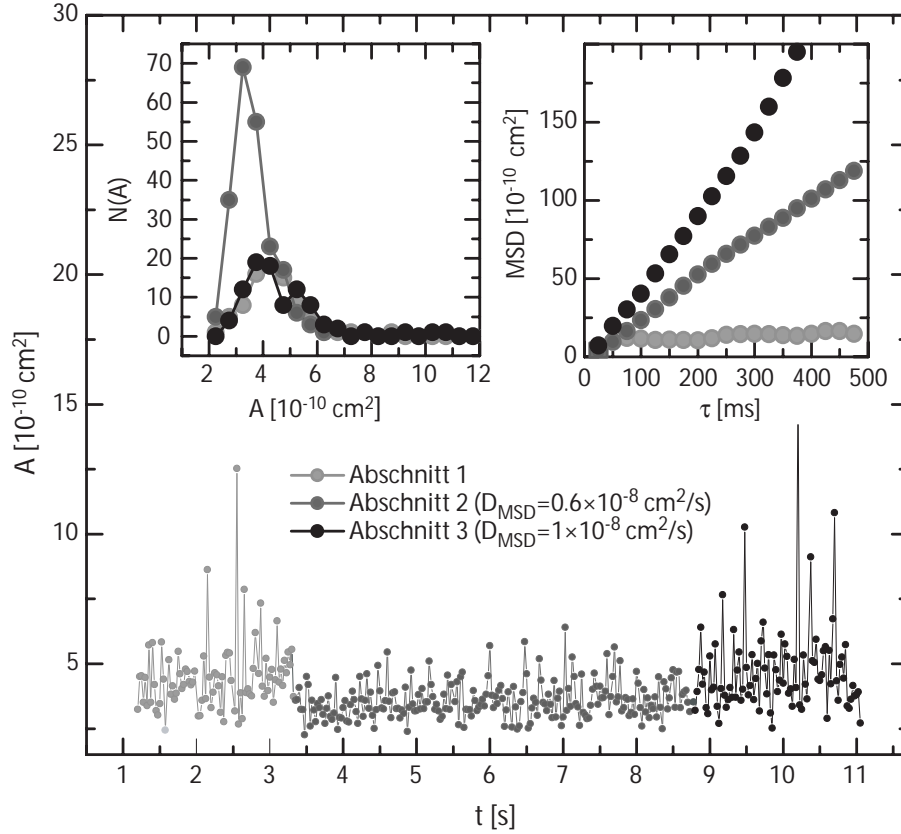 30
25
20
15
10
5
A [10⁻¹⁰ cm²]
1 2 3 4 5 6 7 8 9 10 11
t [s]
70
60
50
40
30
20
10
0
N(A)
2 4 6 8 10 12
A [10⁻¹⁰ cm²]
150
100
50
0
MSD [10⁻¹⁰ cm²]
0 100 200 300 400 500
τ [ms]
Abschnitt 1
Abschnitt 2 (D_MSD=0.6×10⁻⁸ cm²/s)
Abschnitt 3 (D_MSD=1×10⁻⁸ cm²/s)